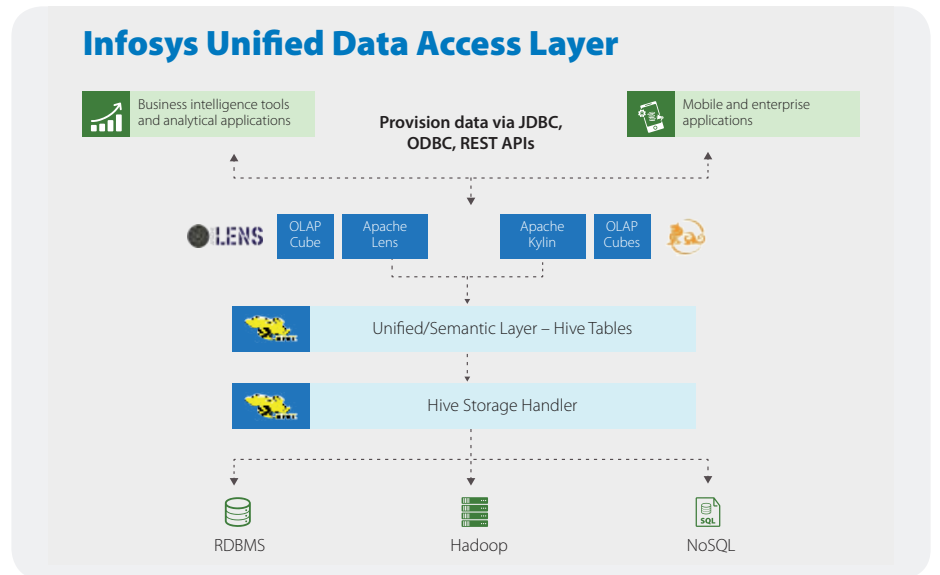 Infosys Unified Data Access Layer
Business intelligence tools
and analytical applications
Provision data via JDBC,
ODBC, REST APIs
Mobile and enterprise
applications
LENS
OLAP
Cube
Apache
Lens
Apache
Kylin
OLAP
Cubes
Unified/Semantic Layer – Hive Tables
Hive Storage Handler
SQL
RDBMS
Hadoop
NoSQL